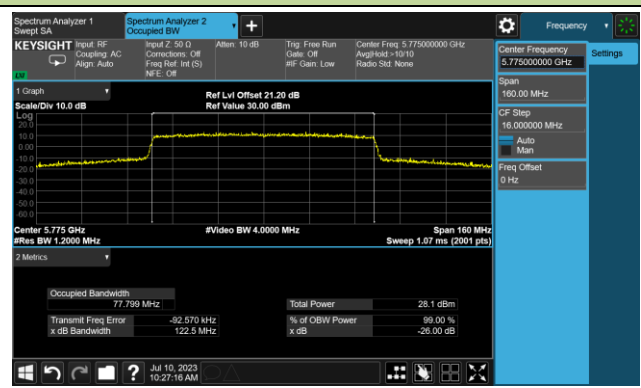 Spectrum Analyzer 1
Swept SA
Spectrum Analyzer 2
Occupied BW
Frequency
KEYSIGHT
Input: RF
Coupling: AC
Align: Auto
Input Z: 50 Ω
Corrections: Off
Freq Ref: Int (S)
NFE: Off
Atten: 10 dB
Trig: Free Run
Gate: Off
#IF Gain: Low
Center Freq: 5.775000000 GHz
Avg|Hold:>10/10
Radio Std: None
Center Frequency
5.775000000 GHz
Settings
Span
160.00 MHz
CF Step
16.000000 MHz
Auto
Man
Freq Offset
0 Hz
1 Graph
Scale/Div 10.0 dB
Ref Lvl Offset 21.20 dB
Ref Value 30.00 dBm
Log
20.0
10.0
0.00
-10.0
-20.0
-30.0
-40.0
-50.0
-60.0
Center 5.775 GHz
#Res BW 1.2000 MHz
#Video BW 4.0000 MHz
Span 160 MHz
Sweep 1.07 ms (2001 pts)
2 Metrics
Occupied Bandwidth
77.799 MHz
Total Power 28.1 dBm
Transmit Freq Error -92.570 kHz
% of OBW Power 99.00 %
x dB Bandwidth 122.5 MHz
x dB -26.00 dB
Jul 10, 2023
10:27:16 AM